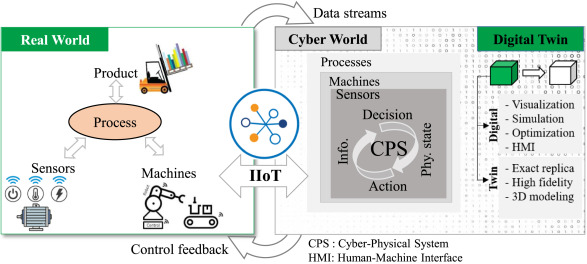 Data streams
Real World
Cyber World
Digital Twin
Product
Process
Sensors
Machines
Control
IIoT
Processes
Machines
Sensors
Decision
Info.
CPS
Phy. state
Action
Digital
- Visualization
- Simulation
- Optimization
- HMI
Twin
- Exact replica
- High fidelity
- 3D modeling
Control feedback
CPS : Cyber-Physical System
HMI: Human-Machine Interface